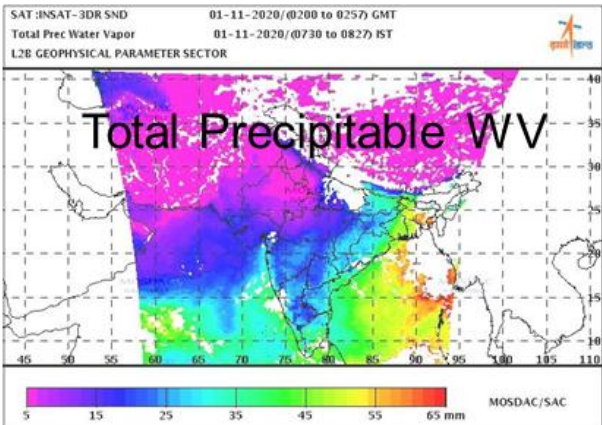 SAT :INSAT-3DR SND 01-11-2020/(0200 to 0257) GMT
Total Prec Water Vapor 01-11-2020/(0730 to 0827) IST
L2B GEOPHYSICAL PARAMETER SECTOR
इसरो isro
Total Precipitable WV
40
35
30
25
20
15
10
45 50 55 60 65 70 75 80 85 90 95 100 105 110
5 15 25 35 45 55 65 mm
MOSDAC/SAC